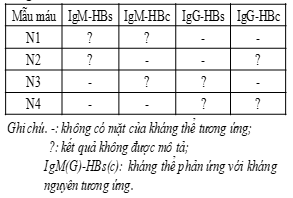 Mẫu máu IgM-HBs IgM-HBc IgG-HBs IgG-HBc
N1 ? ? - -
N2 ? - - ?
N3 - ? ? -
N4 - - ? ?
Ghi chú. -: không có mặt của kháng thể tương ứng;
?: kết quả không được mô tả;
IgM(G)-HBs(c): kháng thể phản ứng với kháng
nguyên tương ứng.